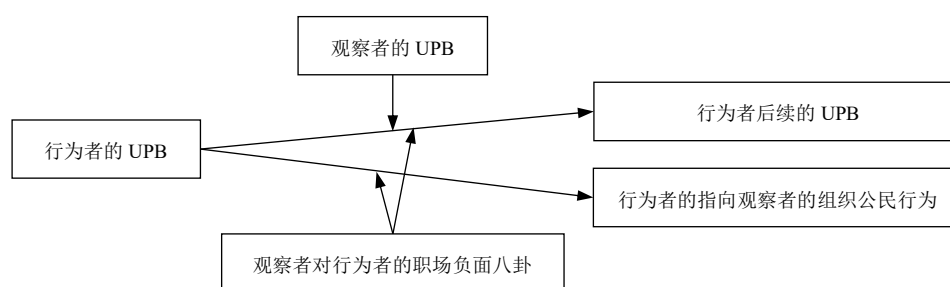 观察者的 UPB
行为者后续的 UPB
行为者的 UPB
行为者的指向观察者的组织公民行为
观察者对行为者的职场负面八卦